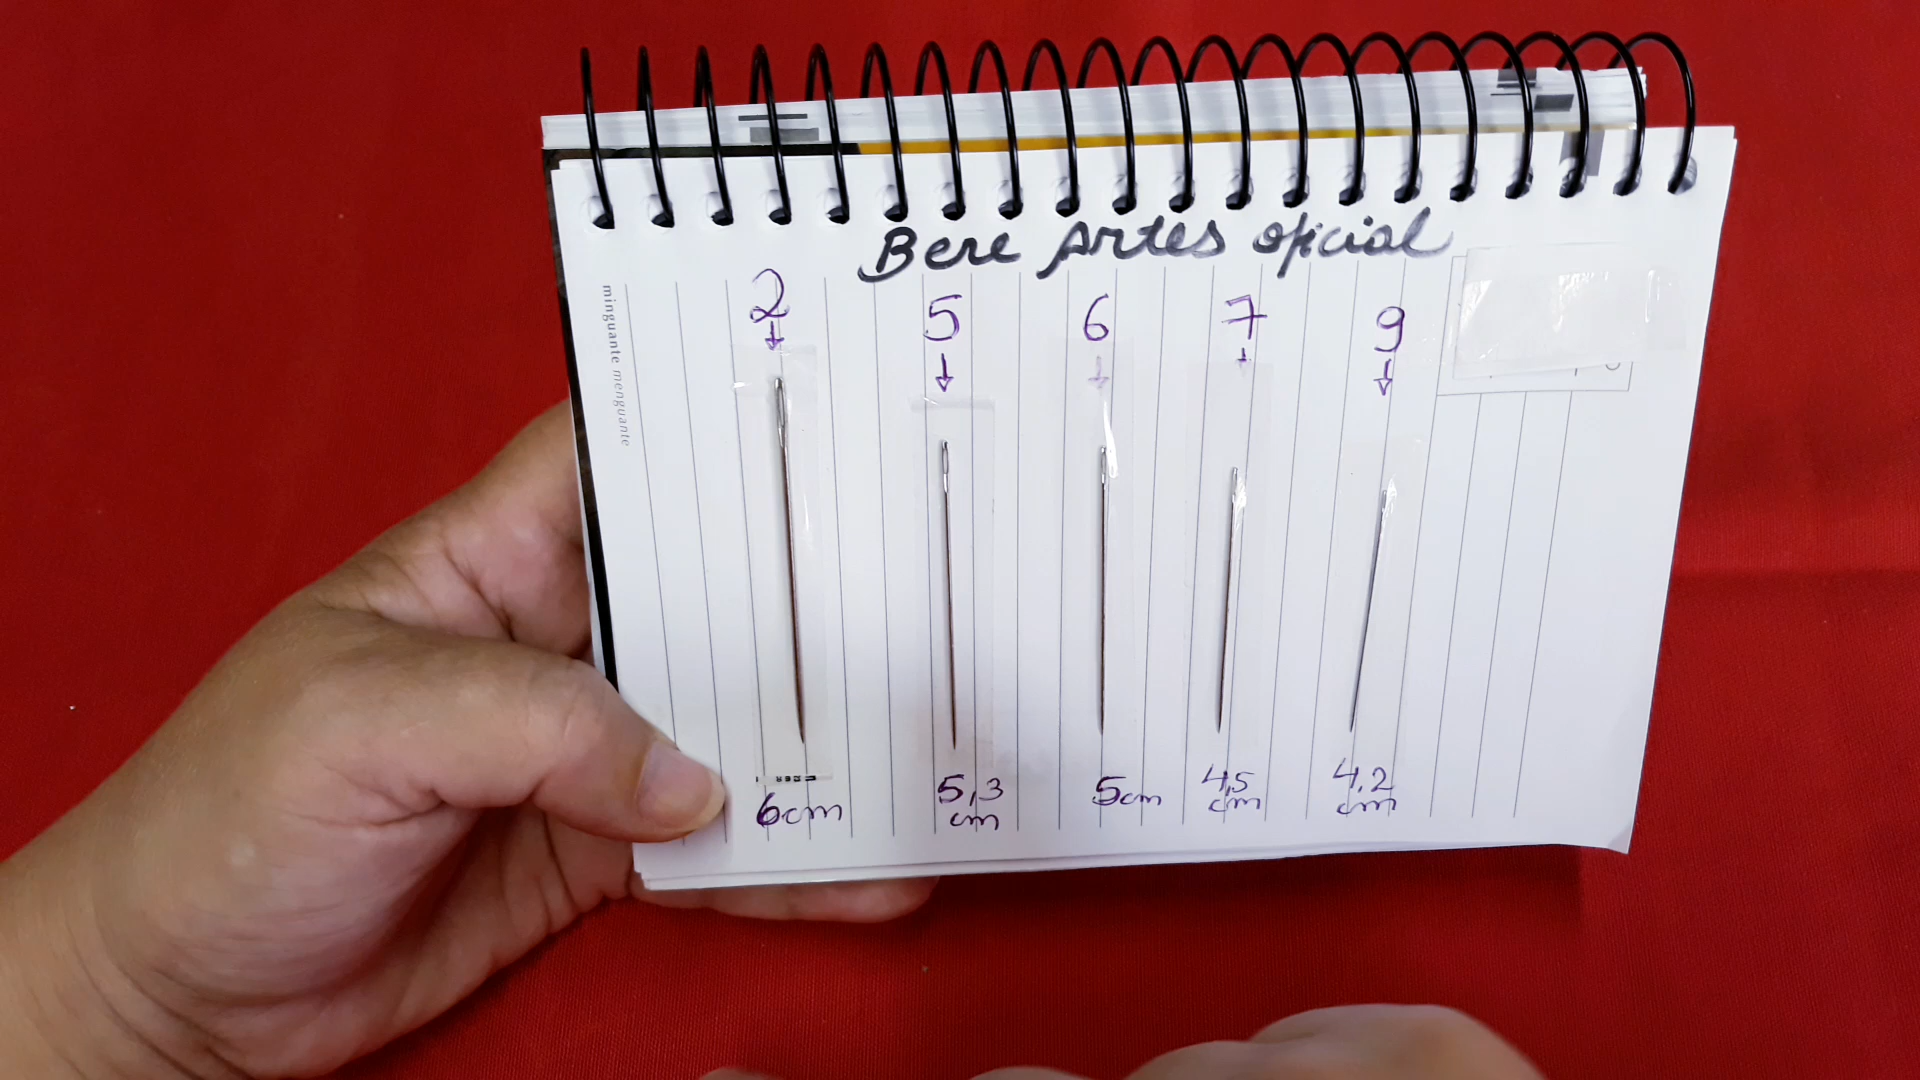 Bere Artes oficial
2 5 6 7 9
6cm 5,3 cm 5cm 4,5 cm 4,2 cm
minguante menguante